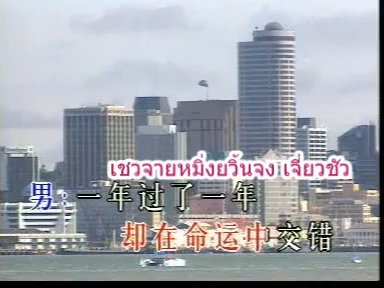 เชวจายหมิ่งยวิ้นจงเจี่ยวชัว
男:一年过了一年
却在命运中交错